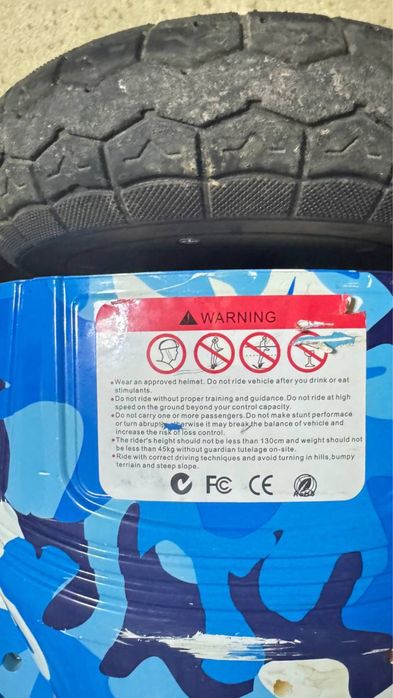 WARNING
•Wear an approved helmet. Do not ride vehicle after you drink or eat
stimulants.
•Do not ride without proper training and guidance.Do not ride at high
speed on the ground beyond your control capacity.
•Do not carry one or more passengers.Do not make stunt performace
or turn abruptly otherwise it may break the balance of vehicle and
increase the risk of loss control.
•The rider's height should not be less than 130cm and weight should not
be less than 45kg without guardian tutelage on-site.
•Ride with correct driving techniques and avoid turning in hills,bumpy
terrain and steep slope.
FC CE RoHS